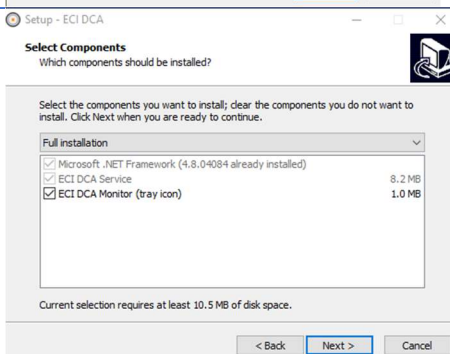 Setup - ECI DCA
Select Components
Which components should be installed?
Select the components you want to install; clear the components you do not want to
install. Click Next when you are ready to continue.
Full installation
Microsoft .NET Framework (4.8.04084 already installed)
ECI DCA Service 8.2 MB
ECI DCA Monitor (tray icon) 1.0 MB
Current selection requires at least 10.5 MB of disk space.
< Back Next > Cancel